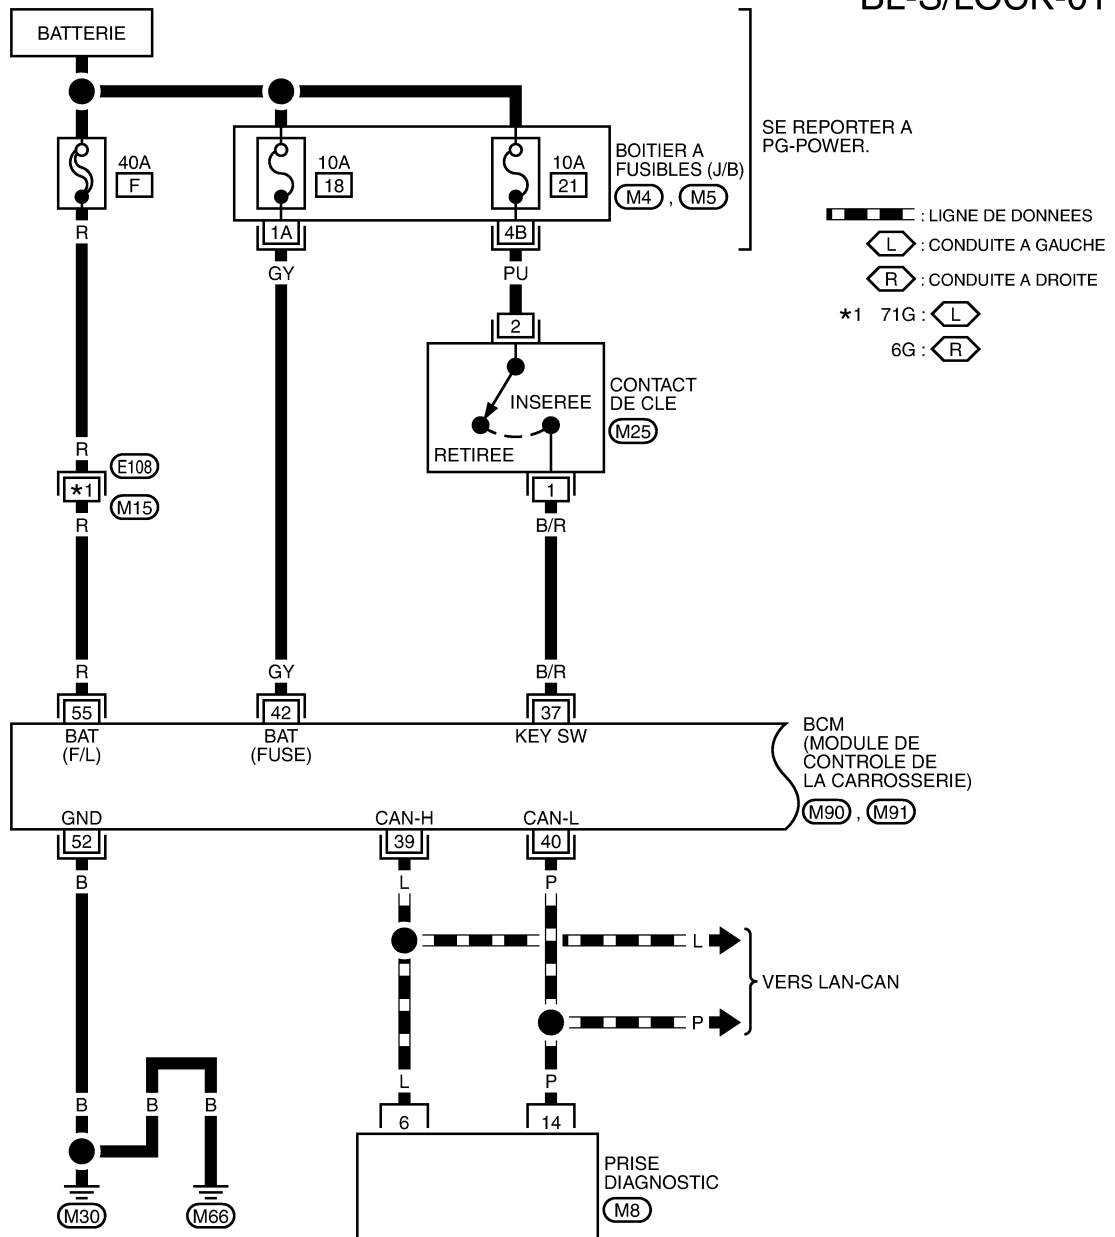 BE-S/LOCK-01
BATTERIE
SE REPORTER A
PG-POWER.
40A
F
10A
18
10A
21
BOITIER A
FUSIBLES (J/B)
M4 , M5
: LIGNE DE DONNEES
L : CONDUITE A GAUCHE
R : CONDUITE A DROITE
*1 71G : L
6G : R
R
1A
4B
GY
PU
2
CONTACT
DE CLE
M25
INSEREE
RETIREE
R
E108
*1
M15
R
1
B/R
R
GY
B/R
55
42
37
BAT
(F/L)
BAT
(FUSE)
KEY SW
BCM
(MODULE DE
CONTROLE DE
LA CARROSSERIE)
M90 , M91
GND
CAN-H
CAN-L
52
39
40
B
L
P
L
VERS LAN-CAN
P
L
P
B
B
B
6
14
PRISE
DIAGNOSTIC
M8
M30
M66